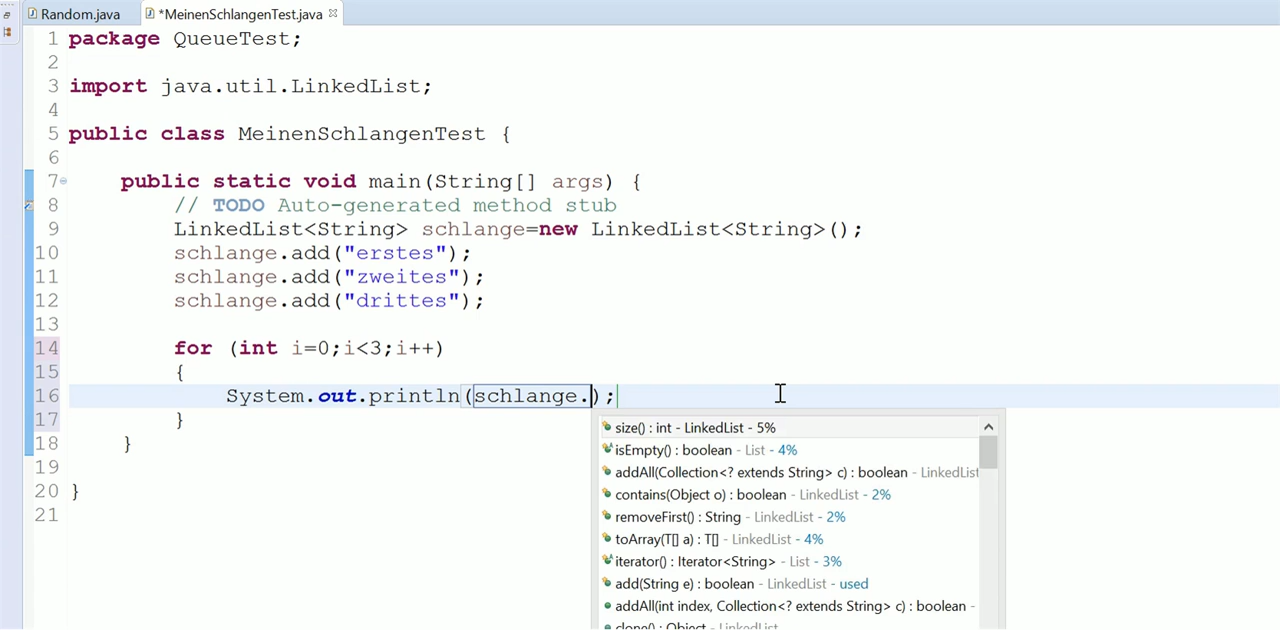 Random.java *MeinenSchlangenTest.java
1 package QueueTest;
2
3 import java.util.LinkedList;
4
5 public class MeinenSchlangenTest {
6
7 public static void main(String[] args) {
8 // TODO Auto-generated method stub
9 LinkedList<String> schlange=new LinkedList<String>();
10 schlange.add("erstes");
11 schlange.add("zweites");
12 schlange.add("drittes");
13
14 for (int i=0;i<3;i++)
15 {
16 System.out.println(schlange.);
17 }
18 }
19
20 }
21
size() : int - LinkedList - 5%
isEmpty() : boolean - List - 4%
addAll(Collection<? extends String> c) : boolean - LinkedList
contains(Object o) : boolean - LinkedList - 2%
removeFirst() : String - LinkedList - 2%
toArray(T[] a) : T[] - LinkedList - 4%
iterator() : Iterator<String> - List - 3%
add(String e) : boolean - LinkedList - used
addAll(int index, Collection<? extends String> c) : boolean -
clone() : Object - LinkedList